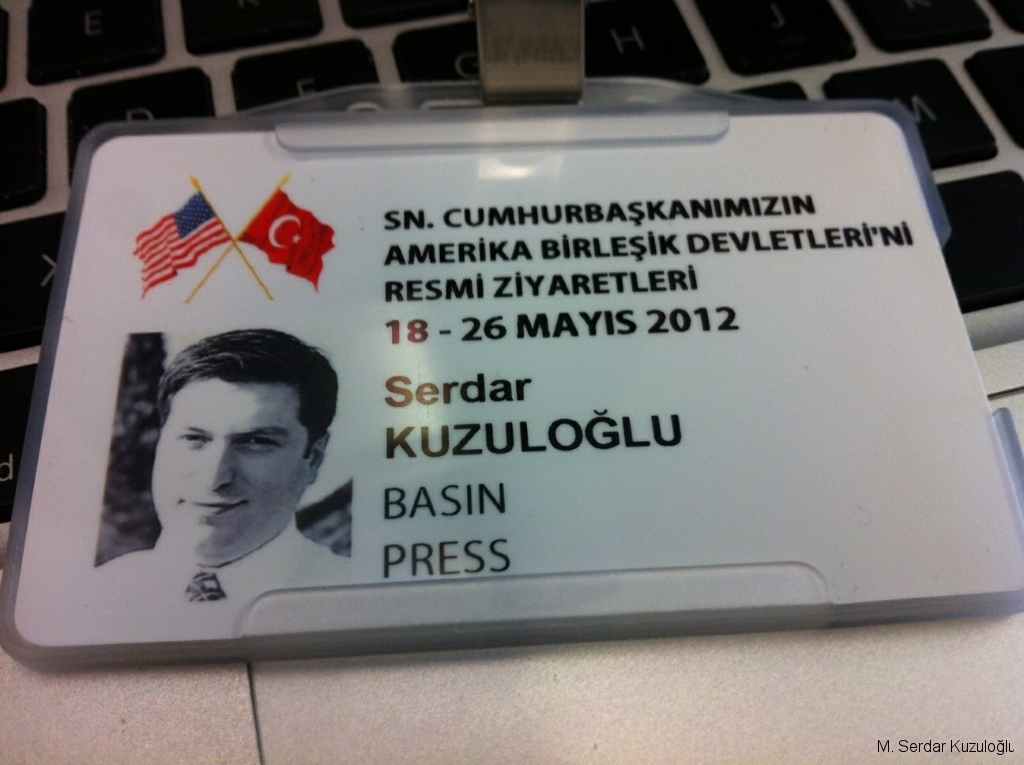 E
H
J
K
D
F
G
M
SN. CUMHURBAŞKANIMIZIN
AMERİKA BİRLEŞİK DEVLETLERİ'Nİ
RESMİ ZİYARETLERİ
18 - 26 MAYIS 2012
Serdar
KUZULOĞLU
BASIN
PRESS
X
d
M. Serdar Kuzuloğlu